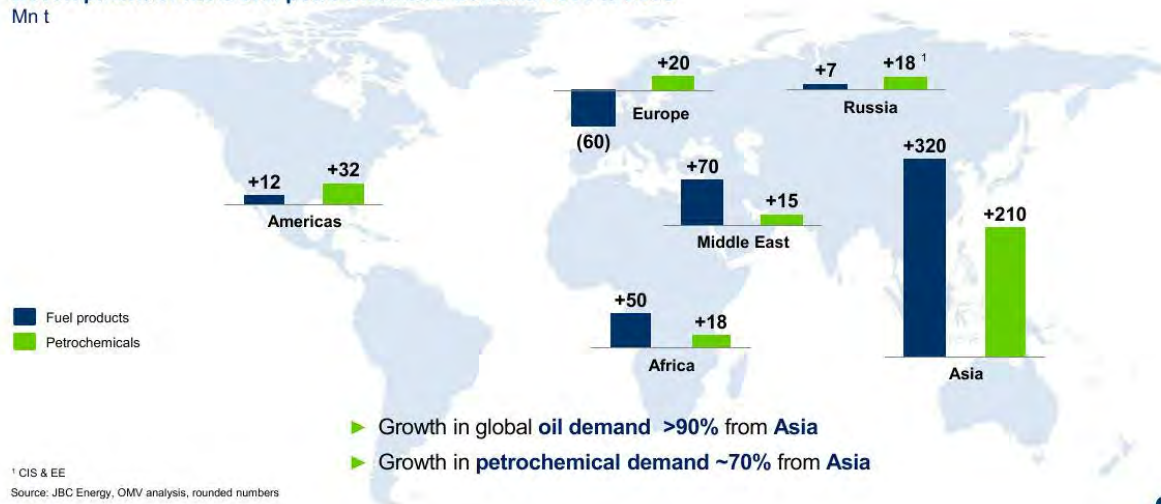 Mn t
+20
(60)
Europe
+7
+18 ¹
Russia
+12
+32
Americas
+70
+15
Middle East
+320
+210
Asia
+50
+18
Africa
Fuel products
Petrochemicals
► Growth in global oil demand >90% from Asia
► Growth in petrochemical demand ~70% from Asia
¹ CIS & EE
Source: JBC Energy, OMV analysis, rounded numbers